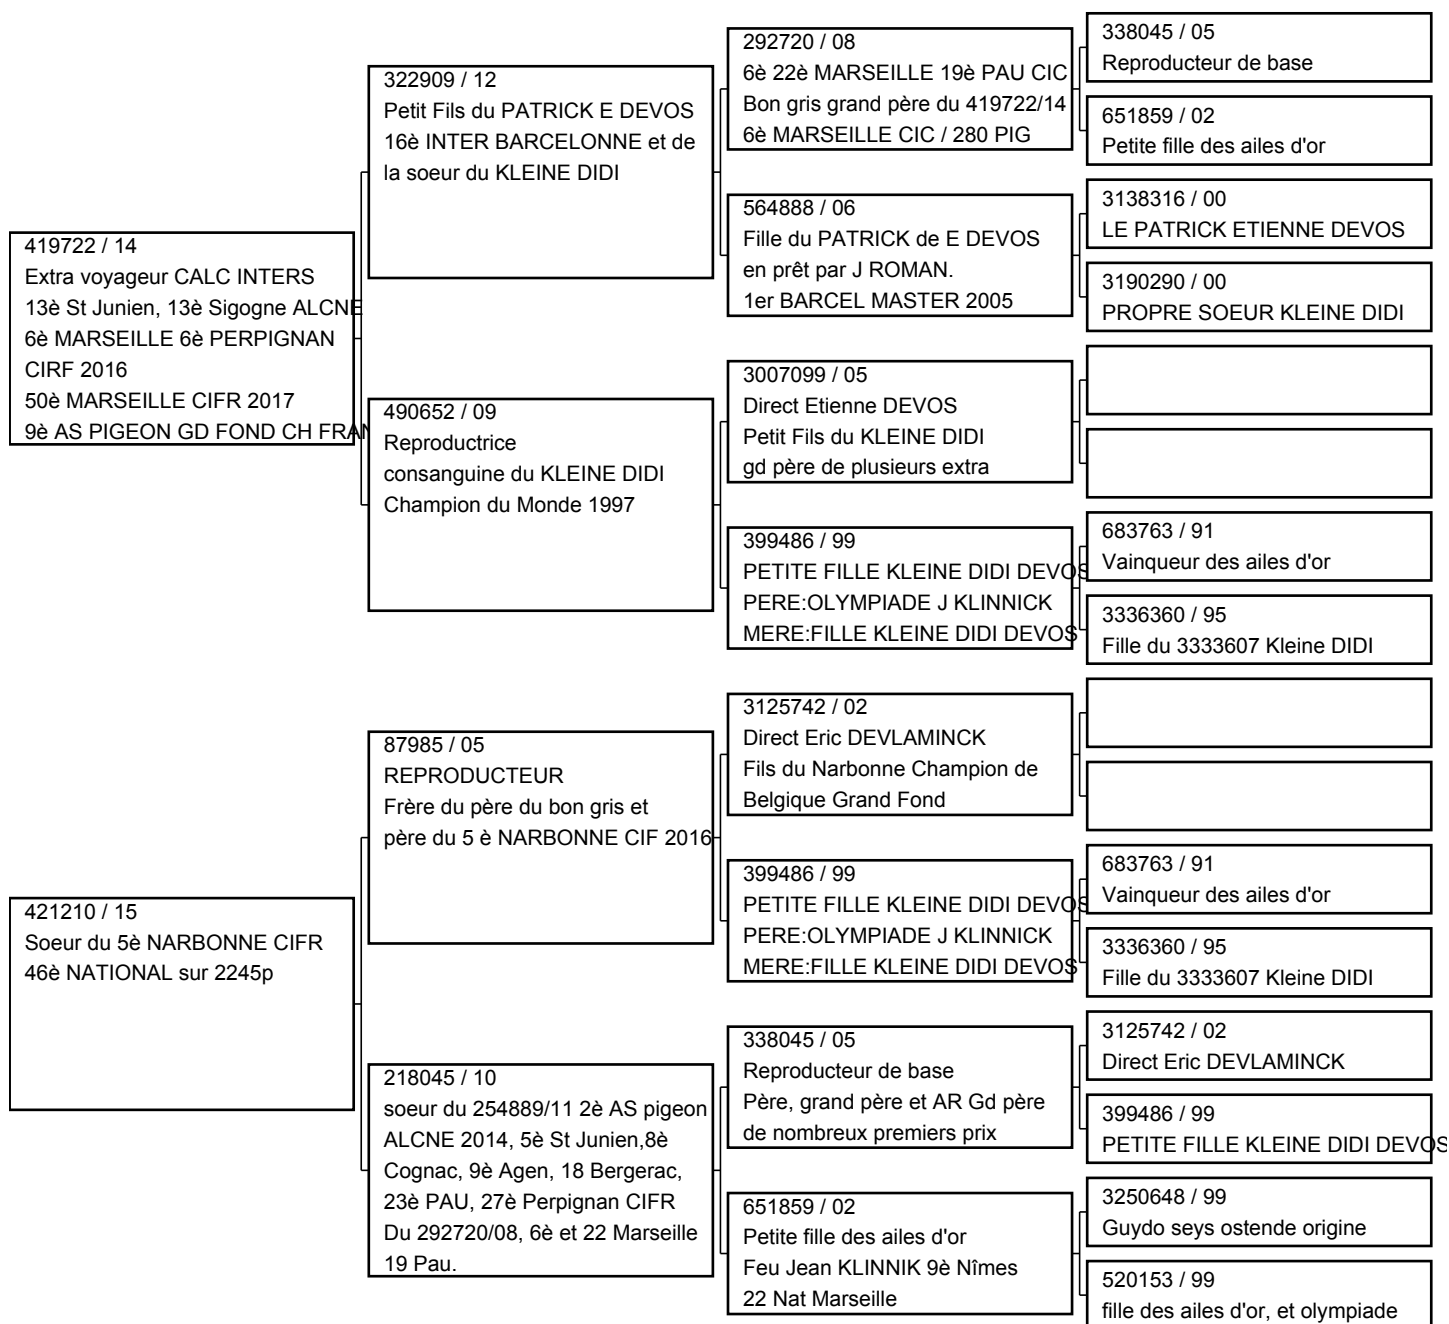 419722 / 14
Extra voyageur CALC INTERS
13è St Junien, 13è Sigogne ALCNE
6è MARSEILLE 6è PERPIGNAN
CIRF 2016
50è MARSEILLE CIFR 2017
9è AS PIGEON GD FOND CH FRAN
421210 / 15
Soeur du 5è NARBONNE CIFR
46è NATIONAL sur 2245p
322909 / 12
Petit Fils du PATRICK E DEVOS
16è INTER BARCELONNE et de
la soeur du KLEINE DIDI
490652 / 09
Reproductrice
consanguine du KLEINE DIDI
Champion du Monde 1997
87985 / 05
REPRODUCTEUR
Frère du père du bon gris et
père du 5 è NARBONNE CIF 2016
218045 / 10
soeur du 254889/11 2è AS pigeon
ALCNE 2014, 5è St Junien,8è
Cognac, 9è Agen, 18 Bergerac,
23è PAU, 27è Perpignan CIFR
Du 292720/08, 6è et 22 Marseille
19 Pau.
292720 / 08
6è 22è MARSEILLE 19è PAU CIC
Bon gris grand père du 419722/14
6è MARSEILLE CIC / 280 PIG
564888 / 06
Fille du PATRICK de E DEVOS
en prêt par J ROMAN.
1er BARCEL MASTER 2005
3007099 / 05
Direct Etienne DEVOS
Petit Fils du KLEINE DIDI
gd père de plusieurs extra
399486 / 99
PETITE FILLE KLEINE DIDI DEVOS
PERE:OLYMPIADE J KLINNICK
MERE:FILLE KLEINE DIDI DEVOS
3125742 / 02
Direct Eric DEVLAMINCK
Fils du Narbonne Champion de
Belgique Grand Fond
399486 / 99
PETITE FILLE KLEINE DIDI DEVOS
PERE:OLYMPIADE J KLINNICK
MERE:FILLE KLEINE DIDI DEVOS
338045 / 05
Reproducteur de base
Père, grand père et AR Gd père
de nombreux premiers prix
651859 / 02
Petite fille des ailes d'or
Feu Jean KLINNIK 9è Nîmes
22 Nat Marseille
338045 / 05
Reproducteur de base
651859 / 02
Petite fille des ailes d'or
3138316 / 00
LE PATRICK ETIENNE DEVOS
3190290 / 00
PROPRE SOEUR KLEINE DIDI
683763 / 91
Vainqueur des ailes d'or
3336360 / 95
Fille du 3333607 Kleine DIDI
683763 / 91
Vainqueur des ailes d'or
3336360 / 95
Fille du 3333607 Kleine DIDI
3125742 / 02
Direct Eric DEVLAMINCK
399486 / 99
PETITE FILLE KLEINE DIDI DEVOS
3250648 / 99
Guydo seys ostende origine
520153 / 99
fille des ailes d'or, et olympiade